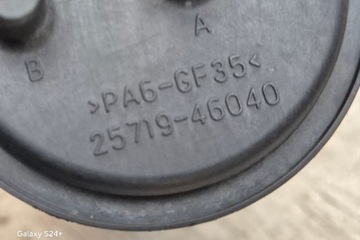 A
B
>PA6-GF35<
25719-46040
Galaxy S24+